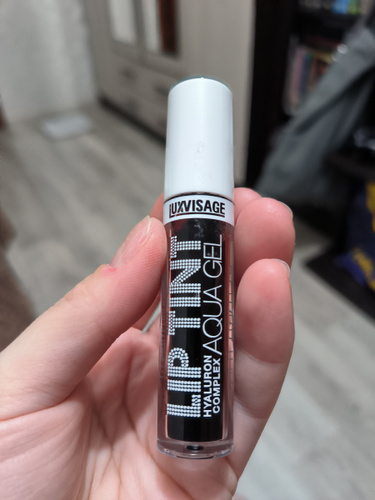 LUXVISAGE
LIP TINT
AQUA GEL
HYALURON
COMPLEX